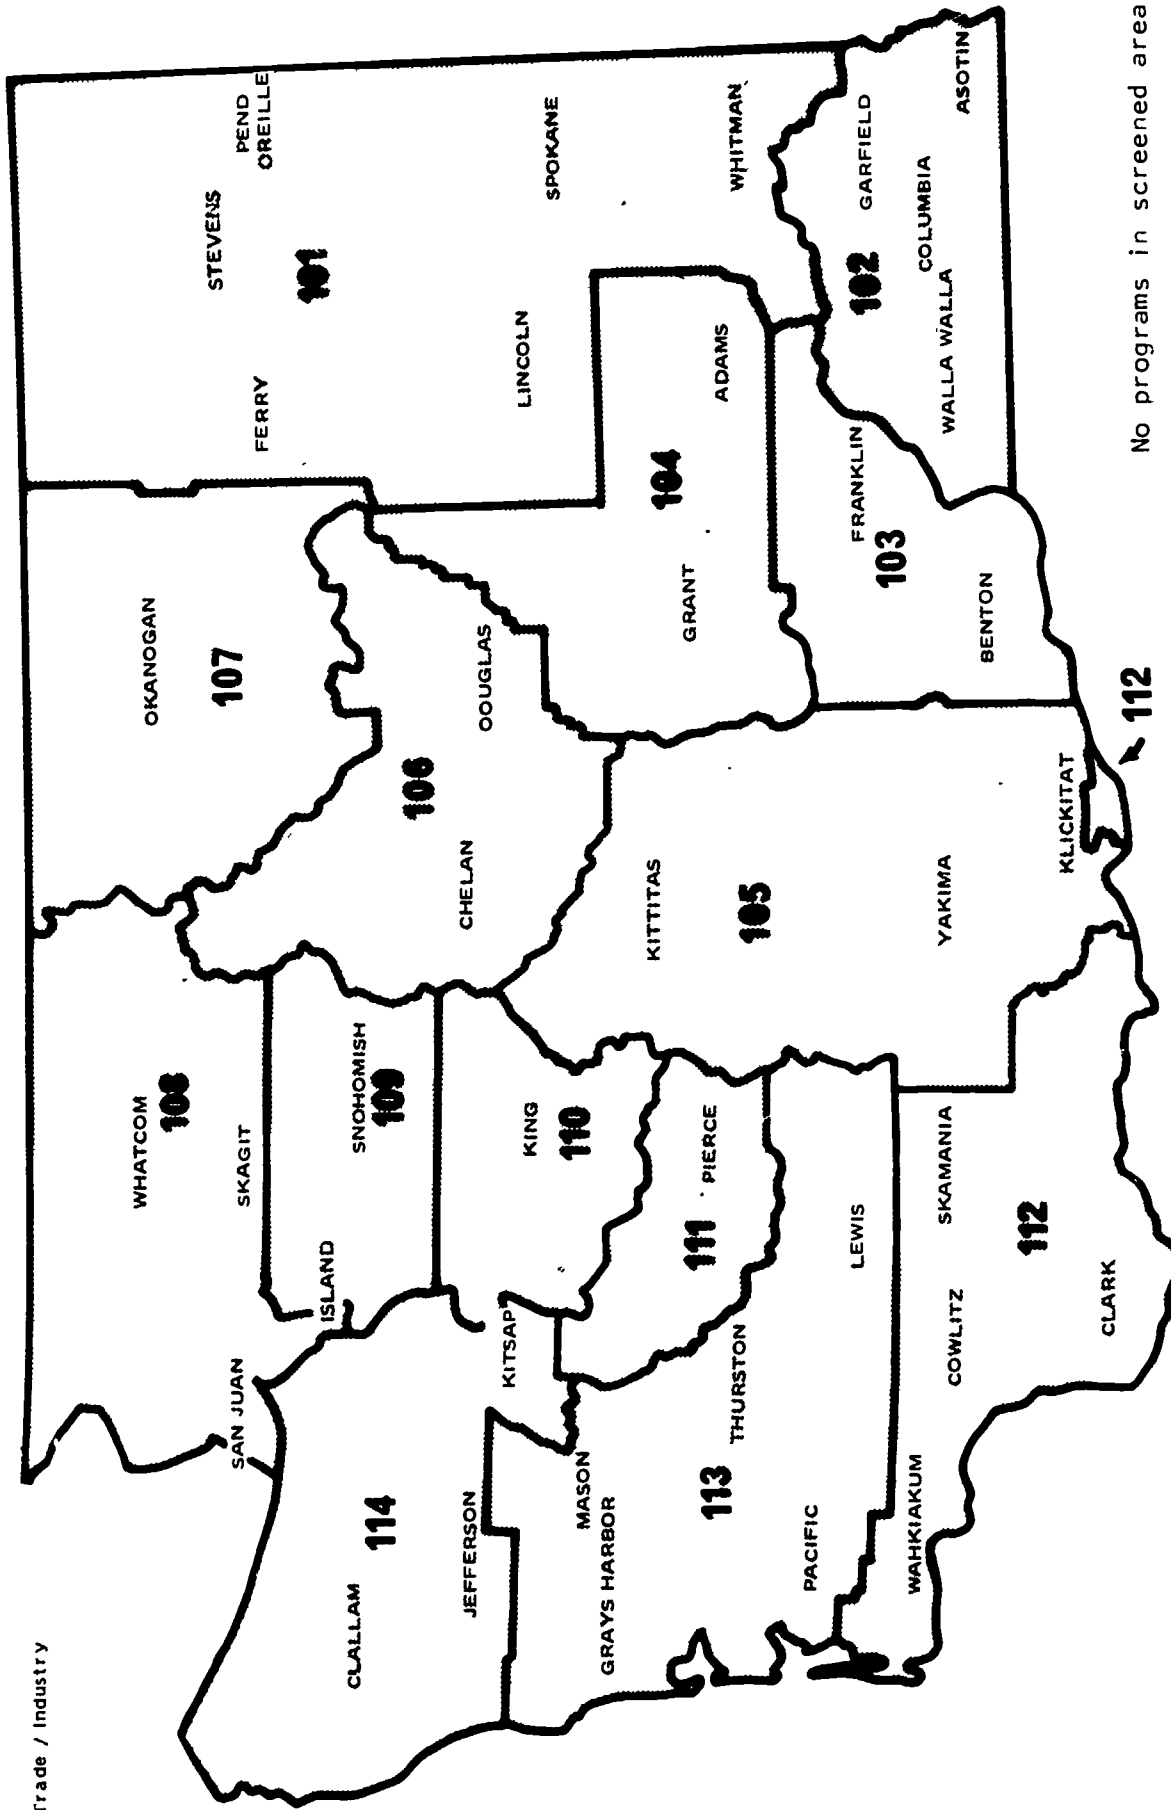 Trade / Industry
WHATCOM
108
SKAGIT
SAN JUAN
ISLAND
SNOHOMISH
109
OKANOGAN
107
FERRY
STEVENS
PEND
OREILLE
101
CLALLAM
114
JEFFERSON
KITSAP
KING
110
CHELAN
106
DOUGLAS
LINCOLN
SPOKANE
GRAYS HARBOR
MASON
113
THURSTON
111
PIERCE
KITTITAS
105
GRANT
104
ADAMS
WHITMAN
PACIFIC
LEWIS
FRANKLIN
103
102
GARFIELD
WAHKIAKUM
COWLITZ
SKAMANIA
112
CLARK
YAKIMA
KLICKITAT
112
BENTON
WALLA WALLA
COLUMBIA
ASOTIN
No programs in screened area